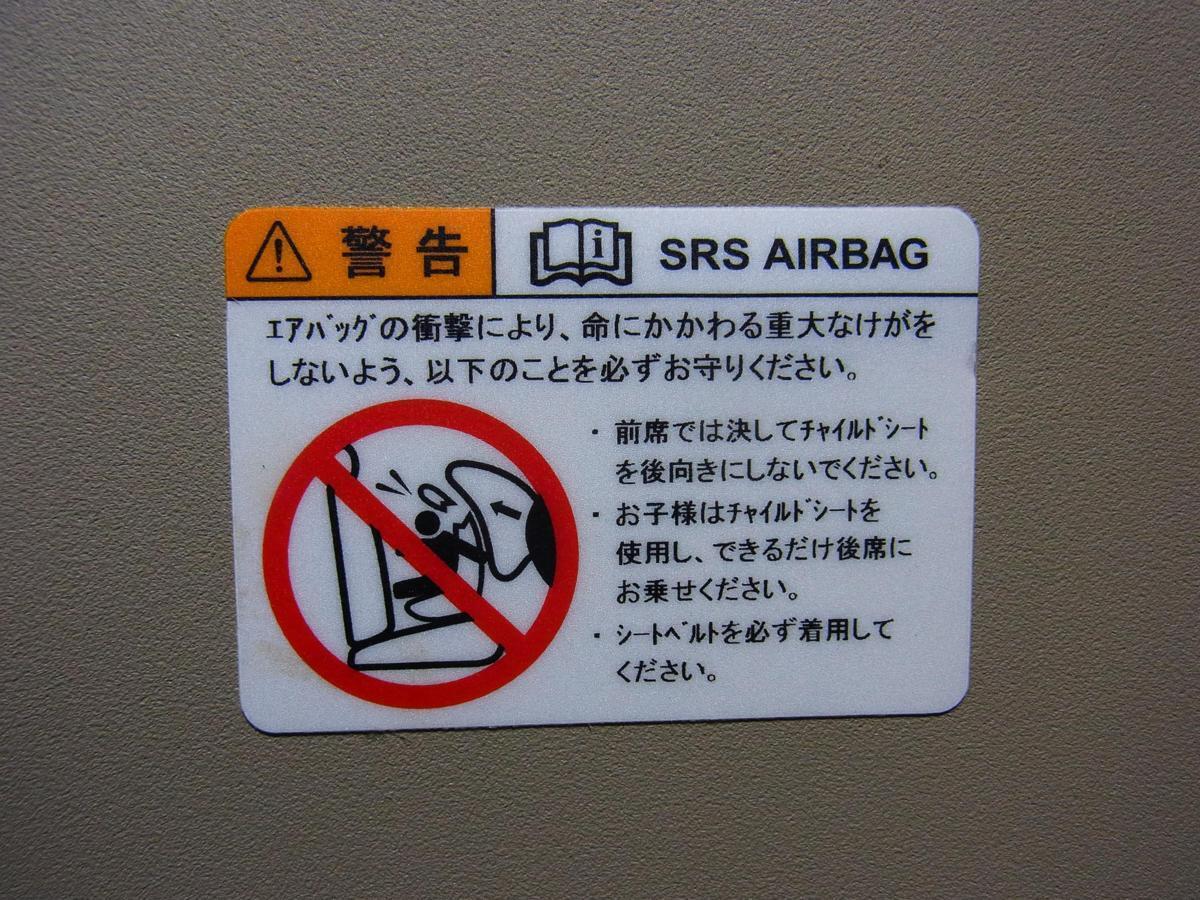 警告 SRS AIRBAG
ｴｱﾊﾞｯｸﾞの衝撃により、命にかかわる重大なけがを
しないよう、以下のことを必ずお守りください。
・前席では決してﾁｬｲﾙﾄﾞｼｰﾄ
を後向きにしないでください。
・お子様はﾁｬｲﾙﾄﾞｼｰﾄを
使用し、できるだけ後席に
お乗せください。
・ｼｰﾄﾍﾞﾙﾄを必ず着用して
ください。